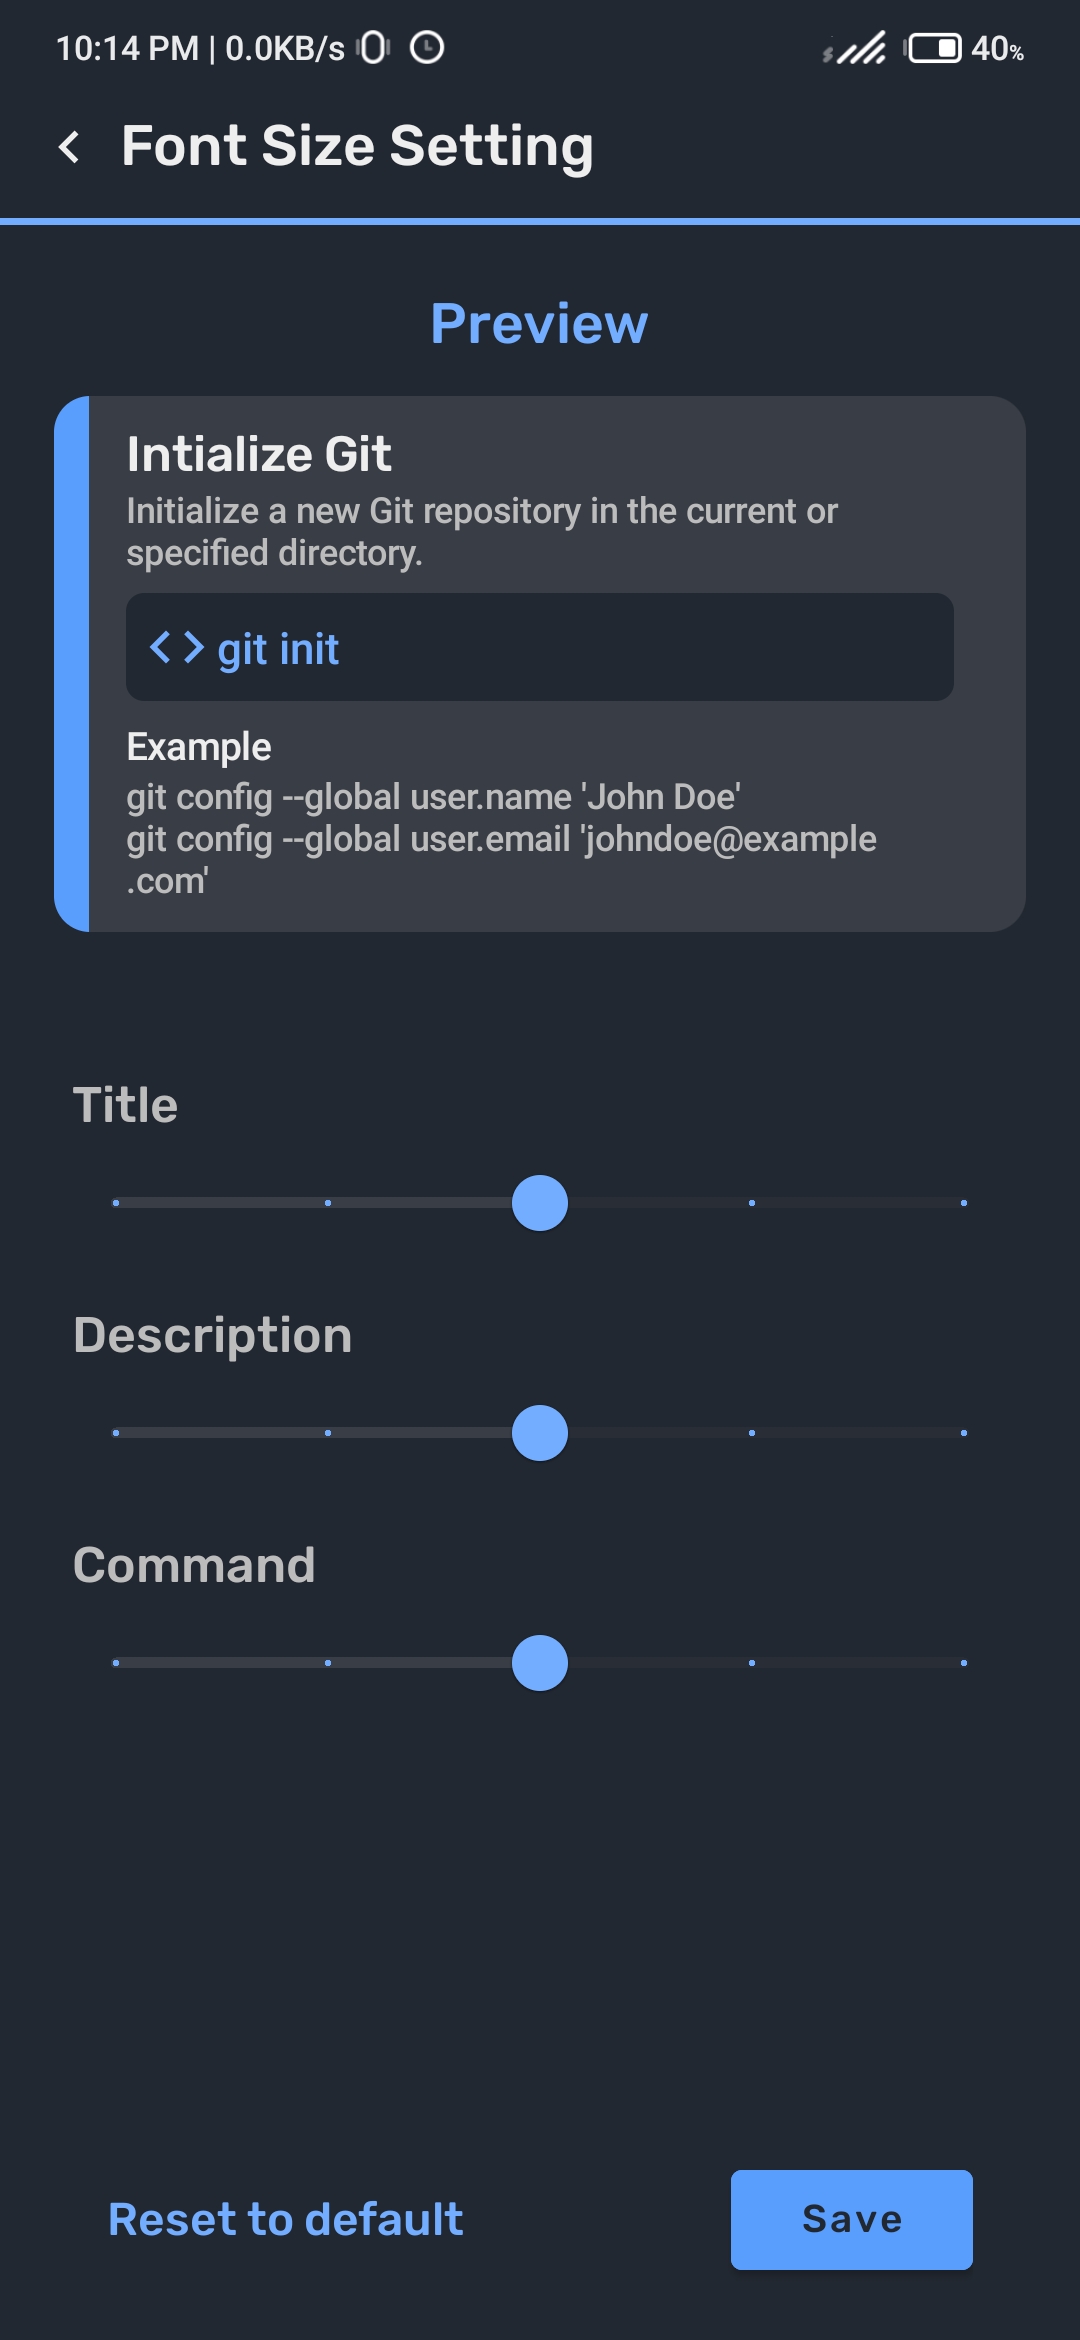 10:14 PM | 0.0KB/s 40%
Font Size Setting
Preview
Intialize Git
Initialize a new Git repository in the current or
specified directory.
<> git init
Example
git config --global user.name 'John Doe'
git config --global user.email 'johndoe@example
.com'
Title
Description
Command
Reset to default
Save